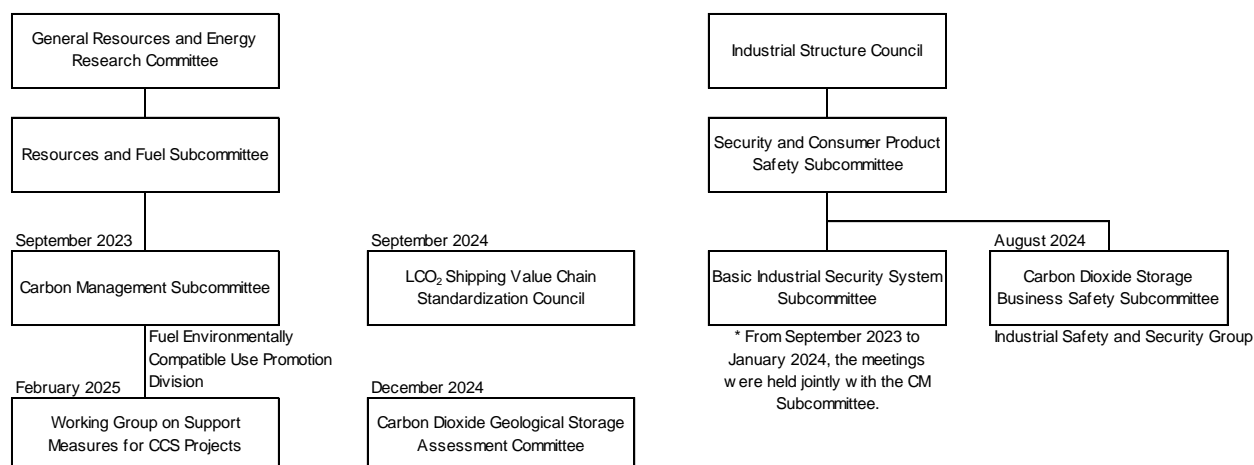 General Resources and Energy
Research Committee
Industrial Structure Council
Resources and Fuel Subcommittee
Security and Consumer Product
Safety Subcommittee
September 2023
Carbon Management Subcommittee
September 2024
LCO₂ Shipping Value Chain
Standardization Council
Basic Industrial Security System
Subcommittee
August 2024
Carbon Dioxide Storage
Business Safety Subcommittee
Fuel Environmentally
Compatible Use Promotion
Division
* From September 2023 to
January 2024, the meetings
were held jointly with the CM
Subcommittee.
Industrial Safety and Security Group
February 2025
Working Group on Support
Measures for CCS Projects
December 2024
Carbon Dioxide Geological Storage
Assessment Committee